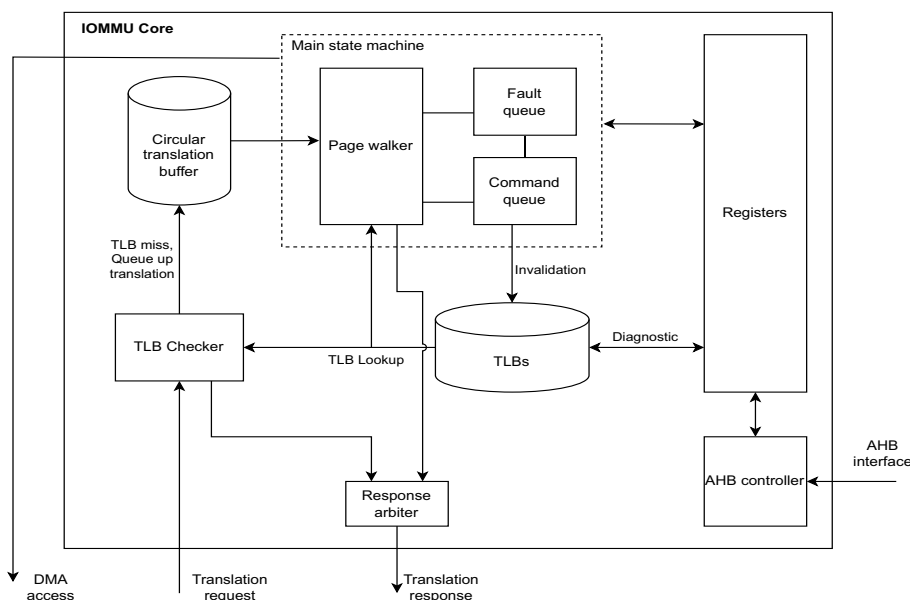 IOMMU Core
Main state machine
Fault
queue
Circular
translation
buffer
Page walker
Command
queue
Registers
TLB miss,
Queue up
translation
Invalidation
TLB Checker
TLB Lookup
TLBs
Diagnostic
AHB
interface
AHB controller
Response
arbiter
DMA
access
Translation
request
Translation
response